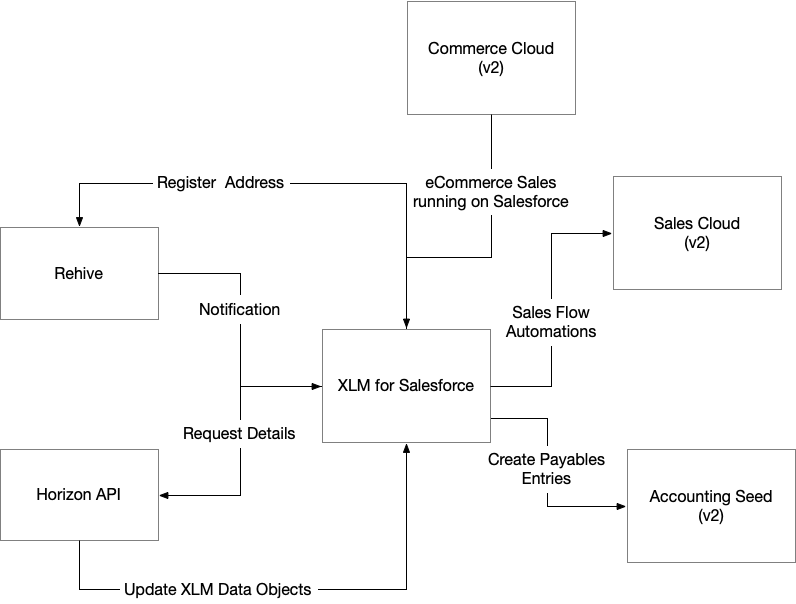 Commerce Cloud
(v2)
Register Address
eCommerce Sales
running on Salesforce
Sales Cloud
(v2)
Rehive
Notification
Sales Flow
Automations
XLM for Salesforce
Request Details
Create Payables
Entries
Horizon API
Accounting Seed
(v2)
Update XLM Data Objects